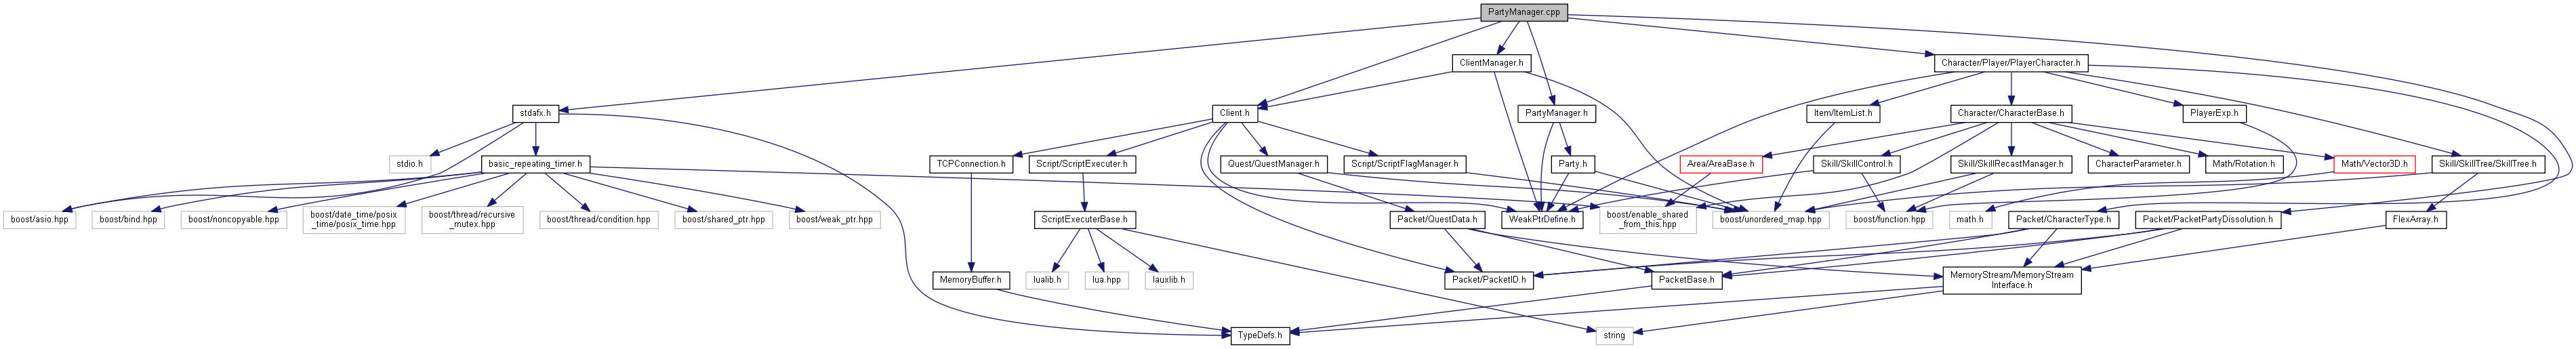 PartyManager.cpp
ClientManager.h
Character/Player/PlayerCharacter.h
stdafx.h
Client.h
PartyManager.h
Item/ItemList.h
Character/CharacterBase.h
PlayerExp.h
stdio.h
basic_repeating_timer.h
TCPConnection.h
Script/ScriptExecuter.h
Quest/QuestManager.h
Script/ScriptFlagManager.h
Party.h
Area/AreaBase.h
Skill/SkillControl.h
Skill/SkillRecastManager.h
CharacterParameter.h
Math/Rotation.h
Math/Vector3D.h
Skill/SkillTree/SkillTree.h
boost/asio.hpp
boost/bind.hpp
boost/noncopyable.hpp
boost/date_time/posix
_time/posix_time.hpp
boost/thread/recursive
_mutex.hpp
boost/thread/condition.hpp
boost/shared_ptr.hpp
boost/weak_ptr.hpp
ScriptExecuterBase.h
Packet/QuestData.h
WeakPtrDefine.h
boost/enable_shared
_from_this.hpp
boost/unordered_map.hpp
boost/function.hpp
math.h
Packet/CharacterType.h
Packet/PacketPartyDissolution.h
FlexArray.h
MemoryBuffer.h
lualib.h
lua.hpp
lauxlib.h
Packet/PacketID.h
PacketBase.h
MemoryStream/MemoryStream
Interface.h
TypeDefs.h
string